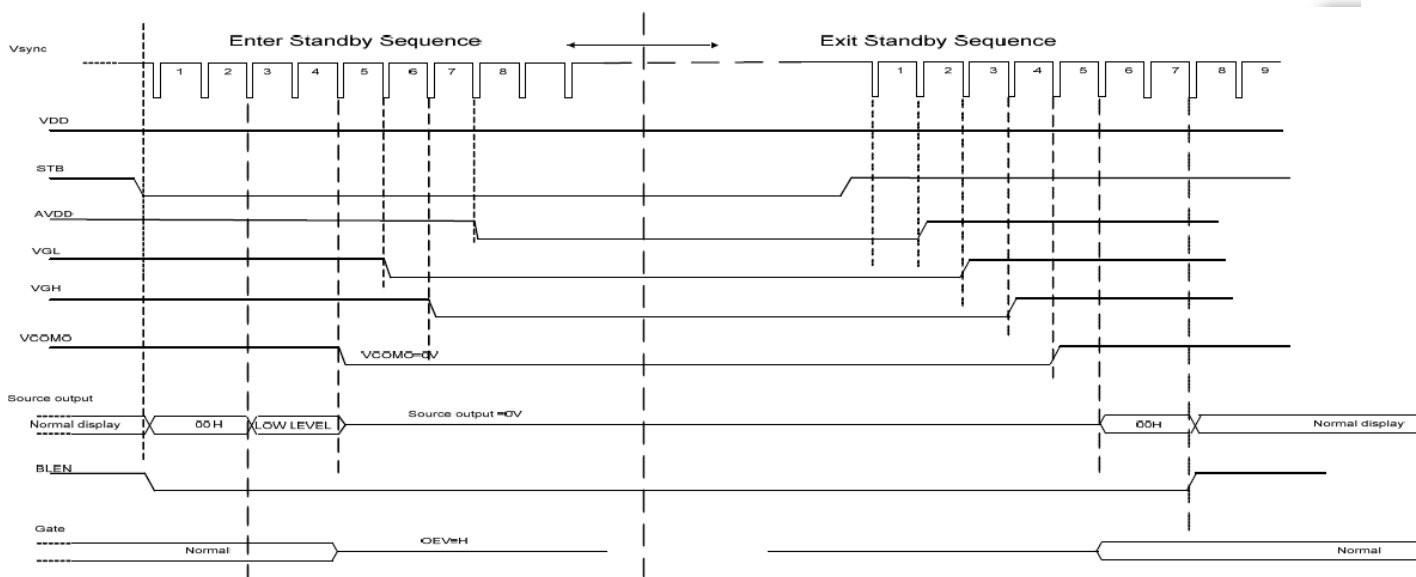 Enter Standby Sequence
Exit Standby Sequence
Vsync
1 2 3 4 5 6 7 8
1 2 3 4 5 6 7 8 9
VDD
STB
AVDD
VGL
VGH
VCOMO
VCOMO=0V
Source output
Normal display
00H
LOW LEVEL
Source output =0V
00H
Normal display
BLEN
Gate
Normal
OEV=H
Normal